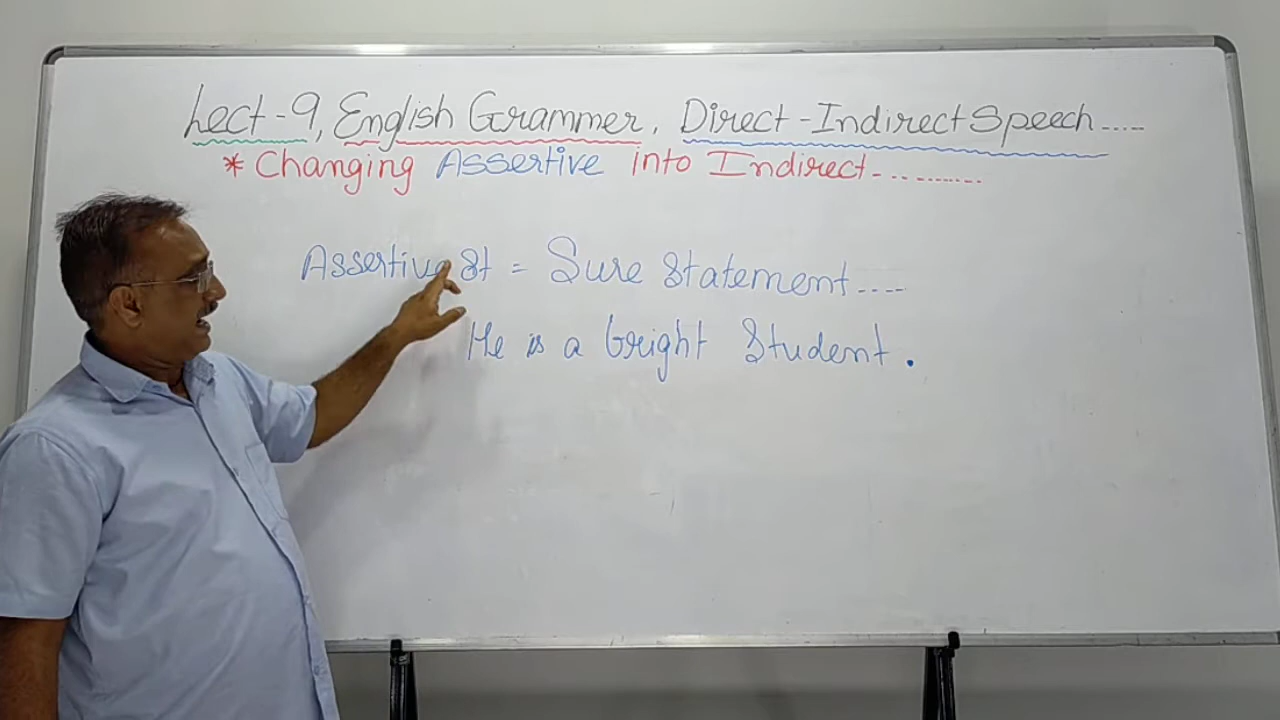 Lect-9, English Grammer, Direct-Indirect Speech.....
* Changing Assertive into Indirect...........
Assertive St = Sure Statement....
He is a bright Student.